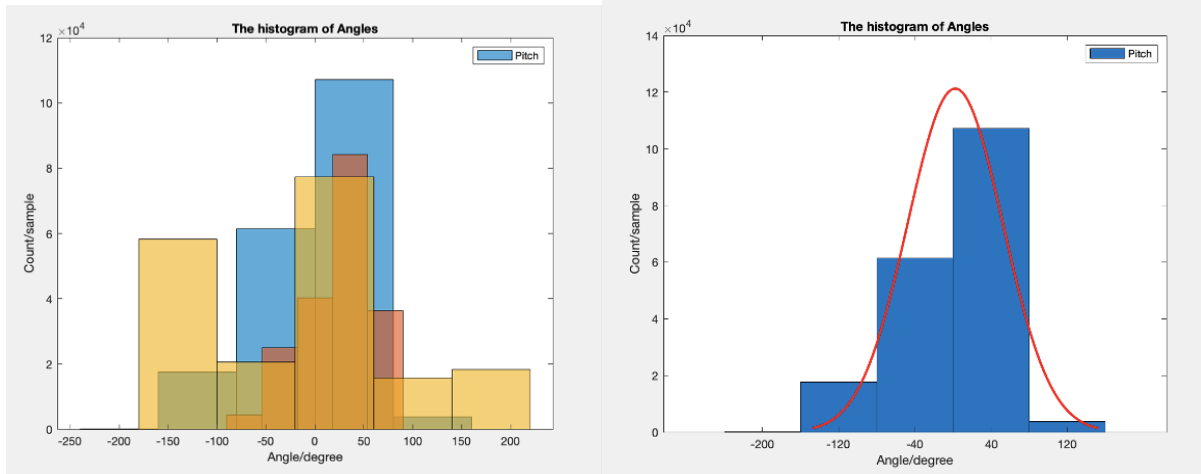 The histogram of Angles
×10⁴
Pitch
12
10
8
6
4
2
0
Count/sample
-250 -200 -150 -100 -50 0 50 100 150 200
Angle/degree
The histogram of Angles
×10⁴
Pitch
14
12
10
8
6
4
2
0
Count/sample
-200 -120 -40 40 120
Angle/degree